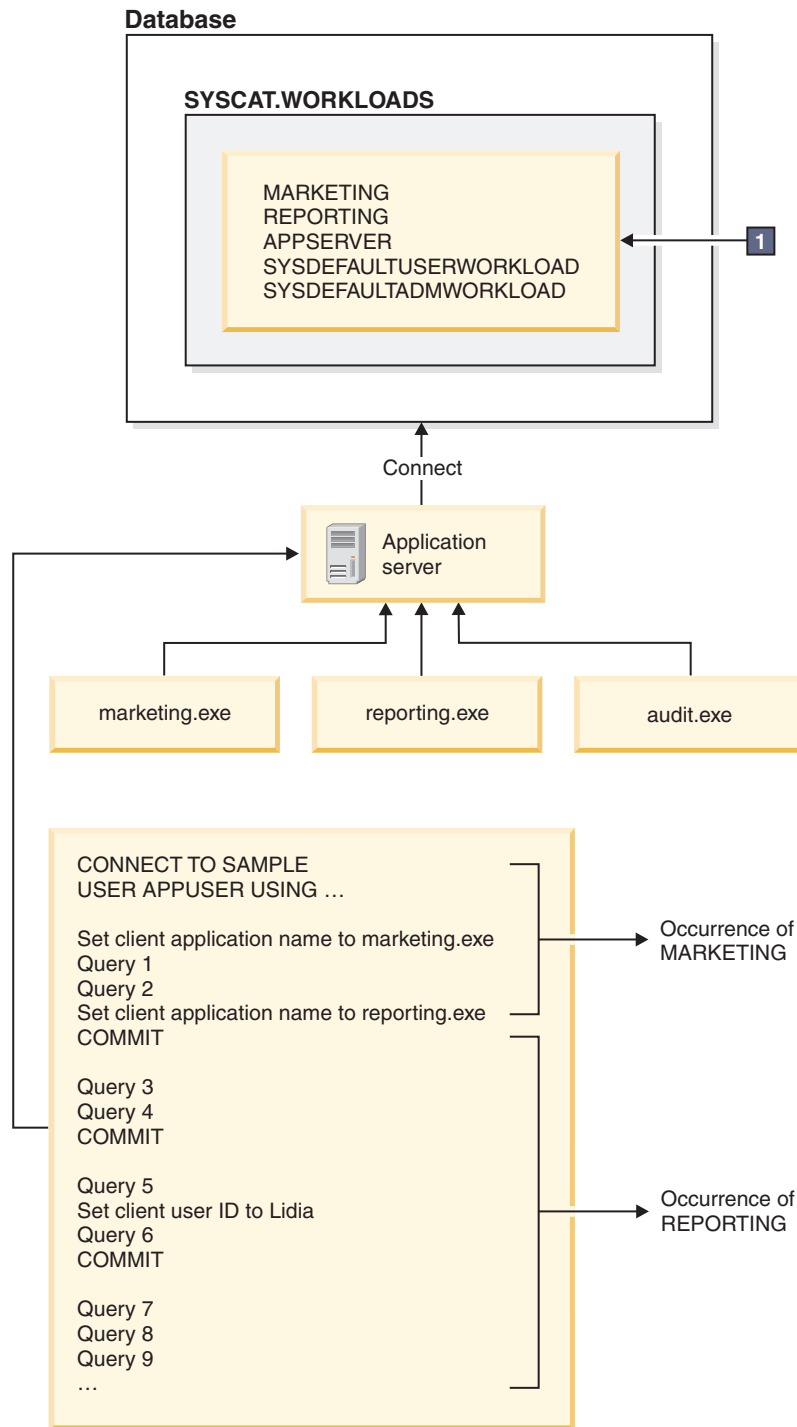 Database
SYSCAT.WORKLOADS
MARKETING
REPORTING
APPSERVER
SYSDEFAULTUSERWORKLOAD
SYSDEFAULTADMWORKLOAD
1
Connect
Application
server
marketing.exe
reporting.exe
audit.exe
CONNECT TO SAMPLE
USER APPUSER USING …
Set client application name to marketing.exe
Query 1
Query 2
Set client application name to reporting.exe
COMMIT
Query 3
Query 4
COMMIT
Query 5
Set client user ID to Lidia
Query 6
COMMIT
Query 7
Query 8
Query 9
…
Occurrence of
MARKETING
Occurrence of
REPORTING